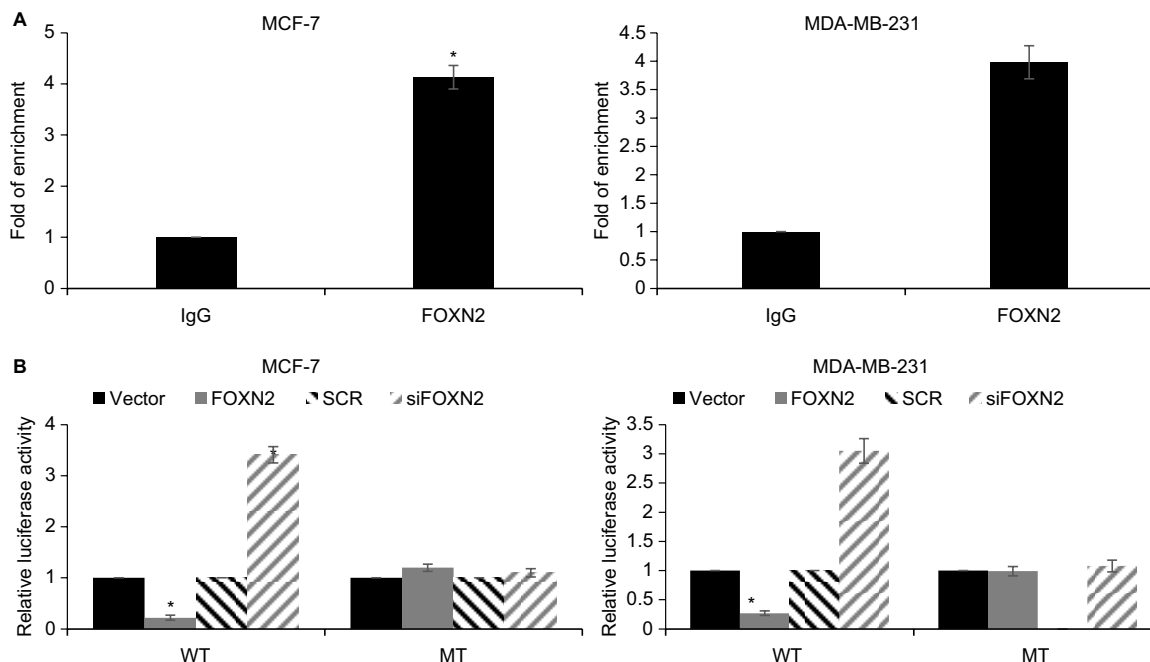 A
MCF-7
Fold of enrichment
5
4
3
2
1
0
*
IgG
FOXN2
MDA-MB-231
Fold of enrichment
4.5
4
3.5
3
2.5
2
1.5
1
0.5
0
IgG
FOXN2
B
MCF-7
Vector FOXN2 SCR siFOXN2
Relative luciferase activity
4
3
2
1
0
*
*
WT
MT
MDA-MB-231
Vector FOXN2 SCR siFOXN2
Relative luciferase activity
3.5
3
2.5
2
1.5
1
0.5
0
*
WT
MT